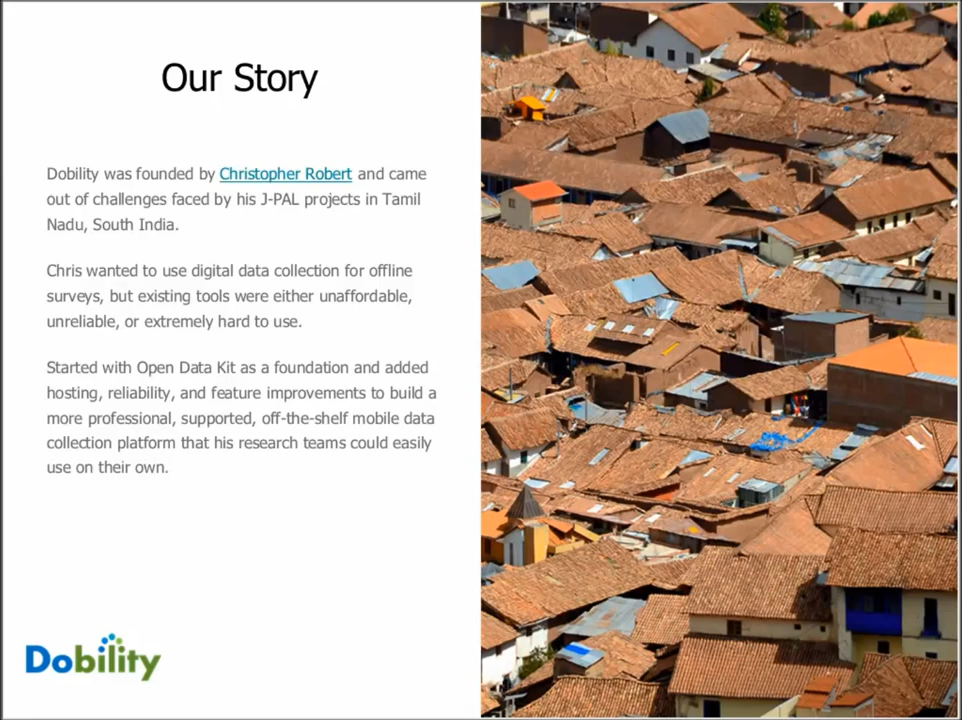 Our Story
Dobility was founded by Christopher Robert and came
out of challenges faced by his J-PAL projects in Tamil
Nadu, South India.
Chris wanted to use digital data collection for offline
surveys, but existing tools were either unaffordable,
unreliable, or extremely hard to use.
Started with Open Data Kit as a foundation and added
hosting, reliability, and feature improvements to build a
more professional, supported, off-the-shelf mobile data
collection platform that his research teams could easily
use on their own.
Dobility